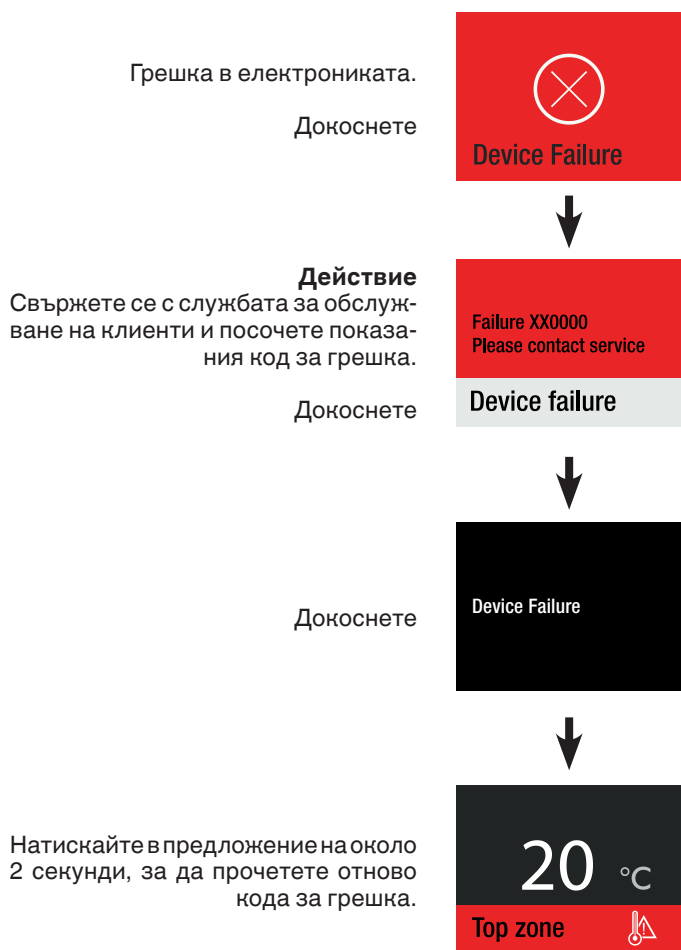 Грешка в електрониката.
Докоснете
Device Failure
Действие
Свържете се с службата за обслуж-
ване на клиенти и посочете показа-
ния код за грешка.
Докоснете
Failure XX0000
Please contact service
Device failure
Докоснете
Device Failure
Натискайте в предложение на около
2 секунди, за да прочетете отново
кода за грешка.
20 °C
Top zone